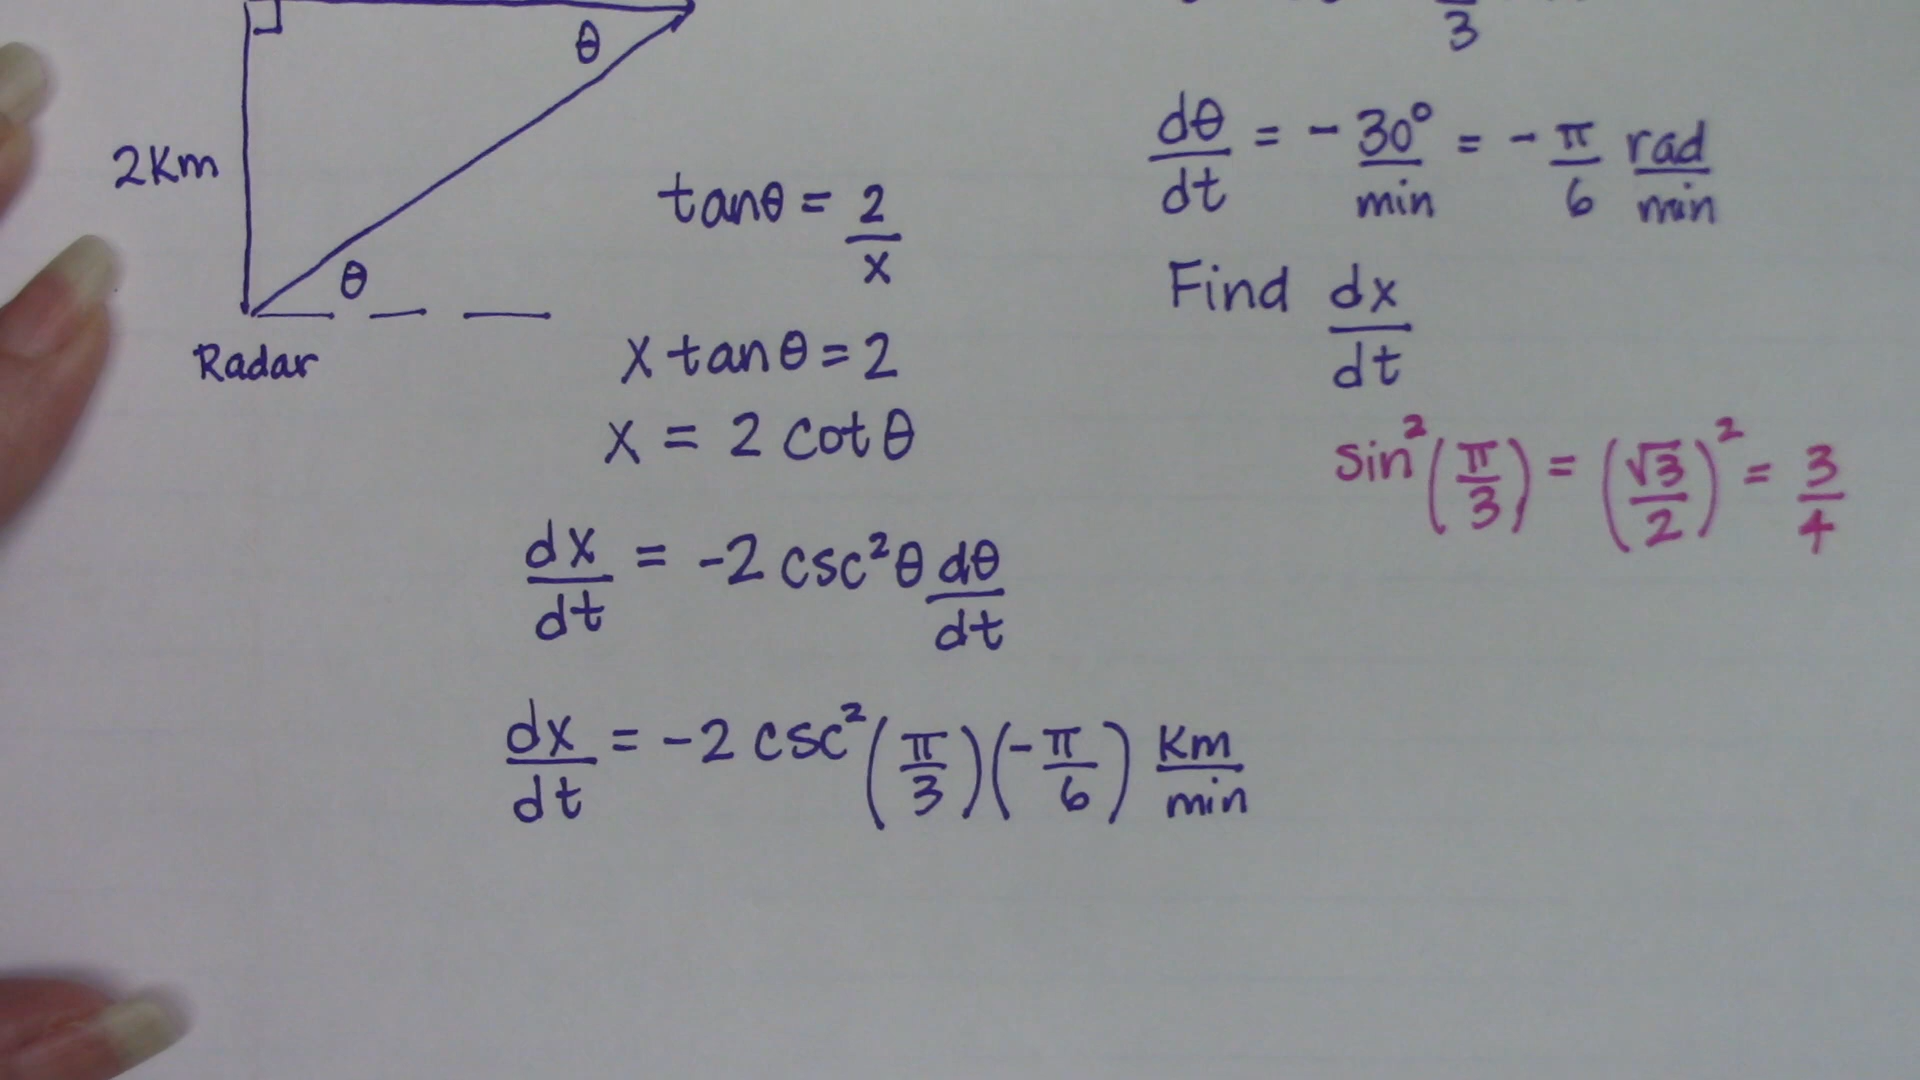 3
θ
2Km
θ
Radar
tanθ = 2/x
x tanθ = 2
x = 2 cotθ
dx/dt = -2 csc²θ dθ/dt
dx/dt = -2 csc²(π/3)(-π/6) Km/min
dθ/dt = - 30°/min = - π/6 rad/min
Find dx/dt
sin²(π/3) = (√3/2)² = 3/4